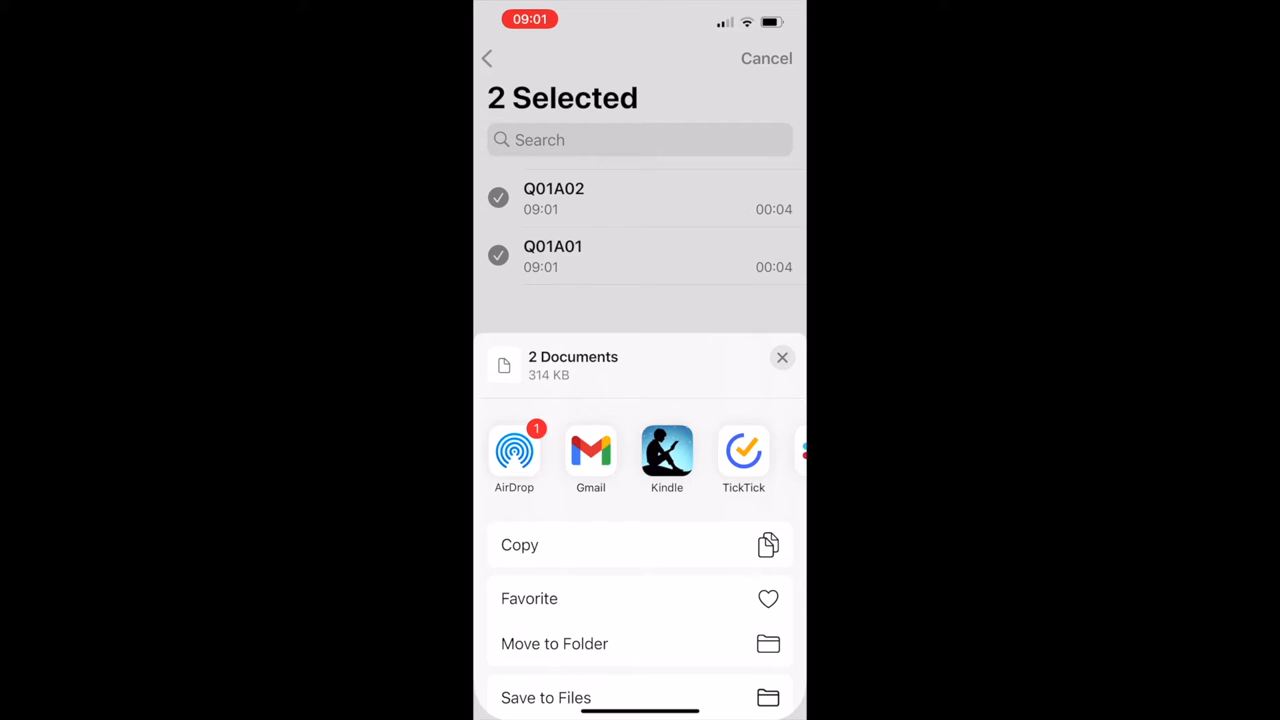 09:01
Cancel
2 Selected
Search
Q01A02
09:01 00:04
Q01A01
09:01 00:04
2 Documents
314 KB
1
AirDrop Gmail Kindle TickTick
Copy
Favorite
Move to Folder
Save to Files